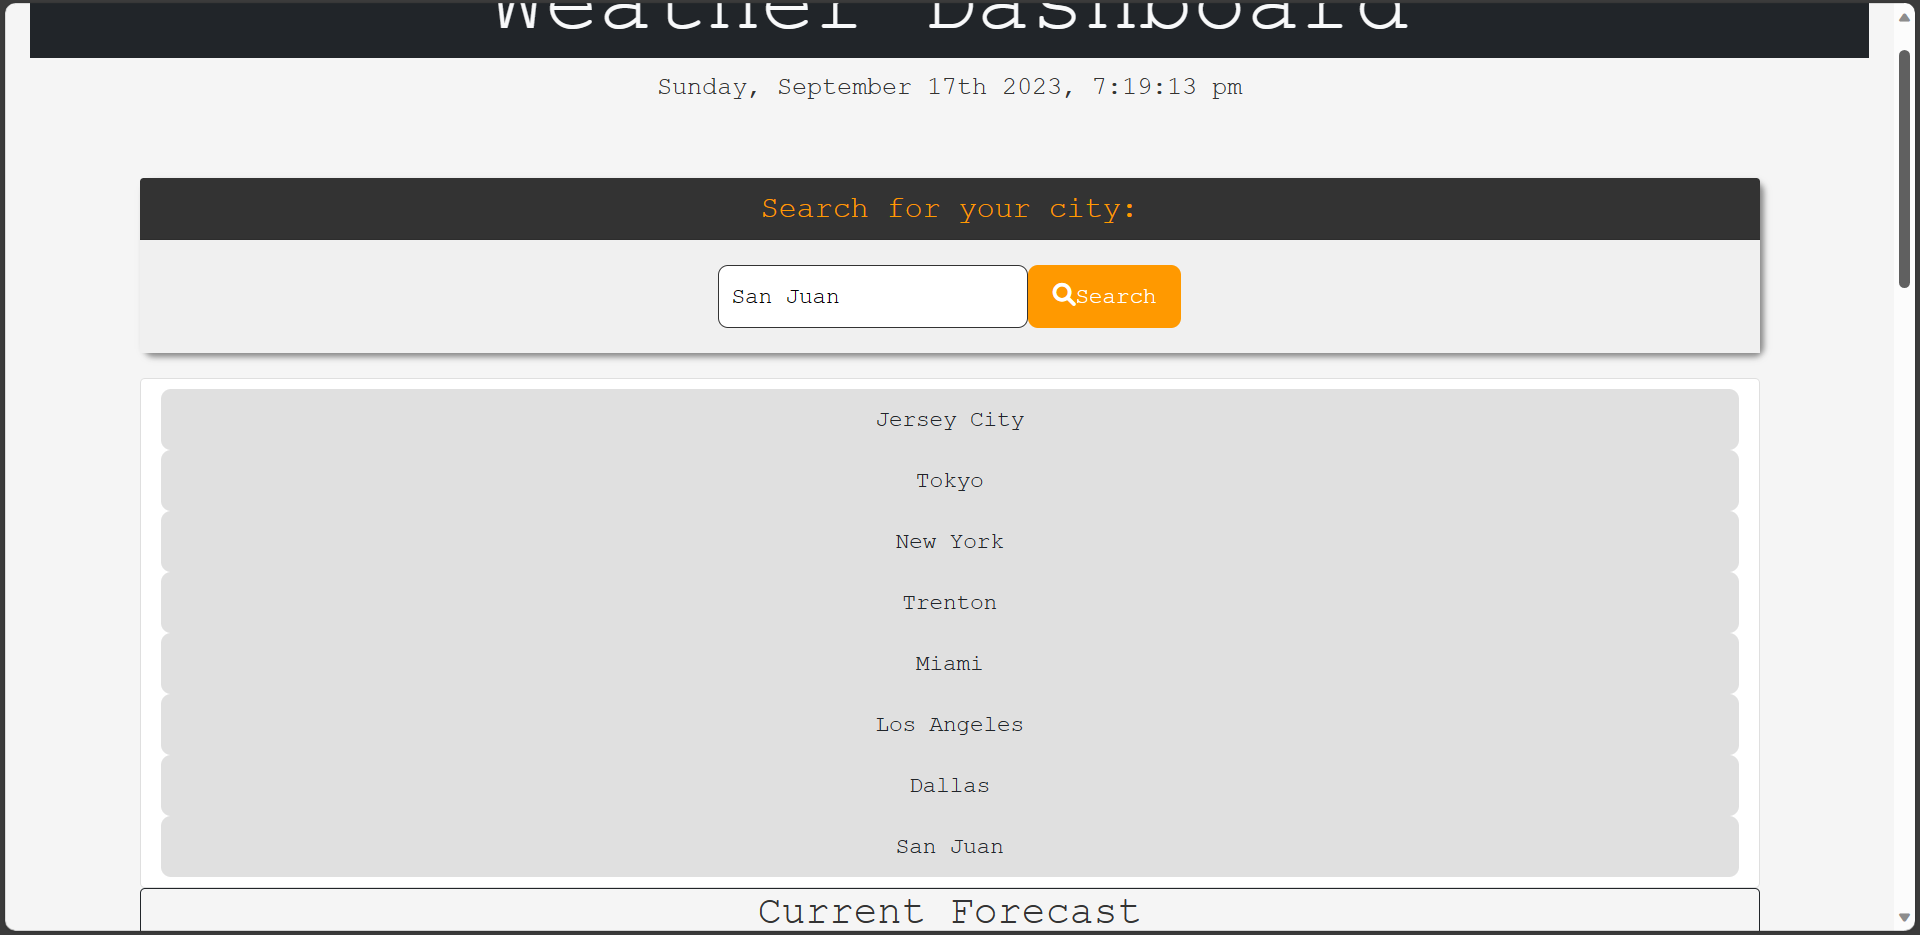 Weather Dashboard
Sunday, September 17th 2023, 7:19:13 pm
Search for your city:
San Juan
Search
Jersey City
Tokyo
New York
Trenton
Miami
Los Angeles
Dallas
San Juan
Current Forecast